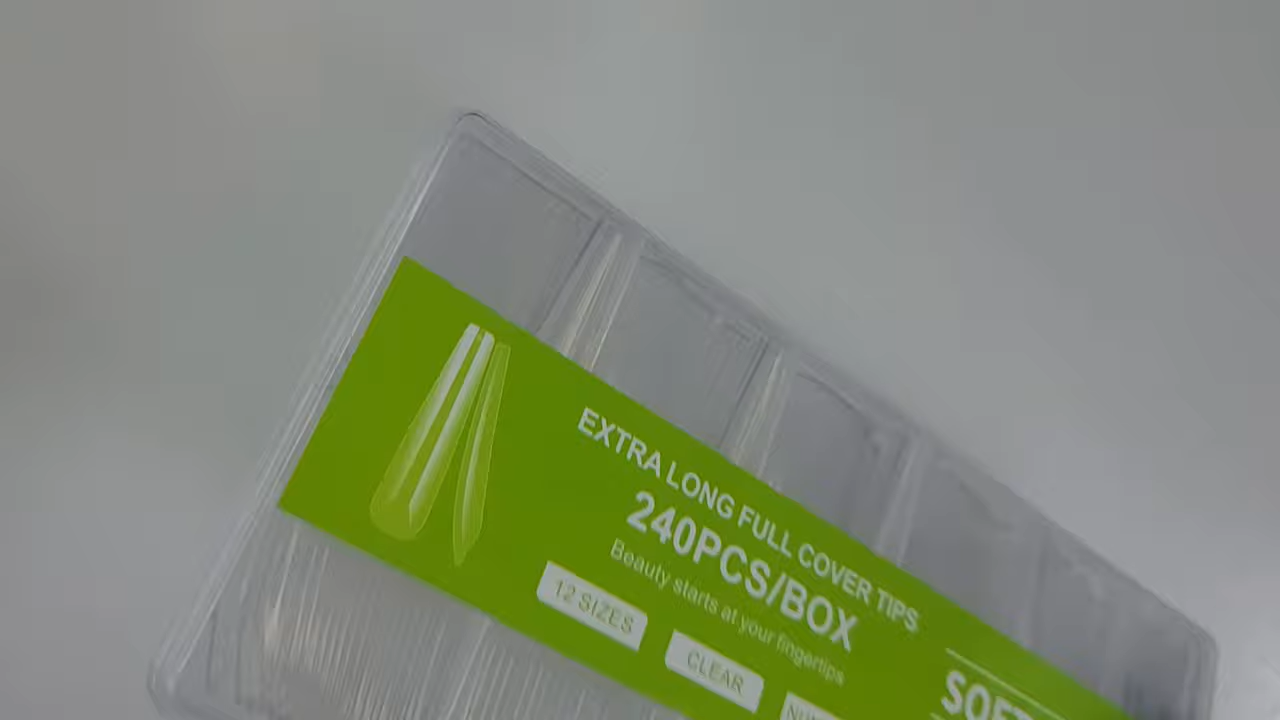 EXTRA LONG FULL COVER TIPS
240PCS/BOX
Beauty starts at your fingertips
12 SIZES
CLEAR